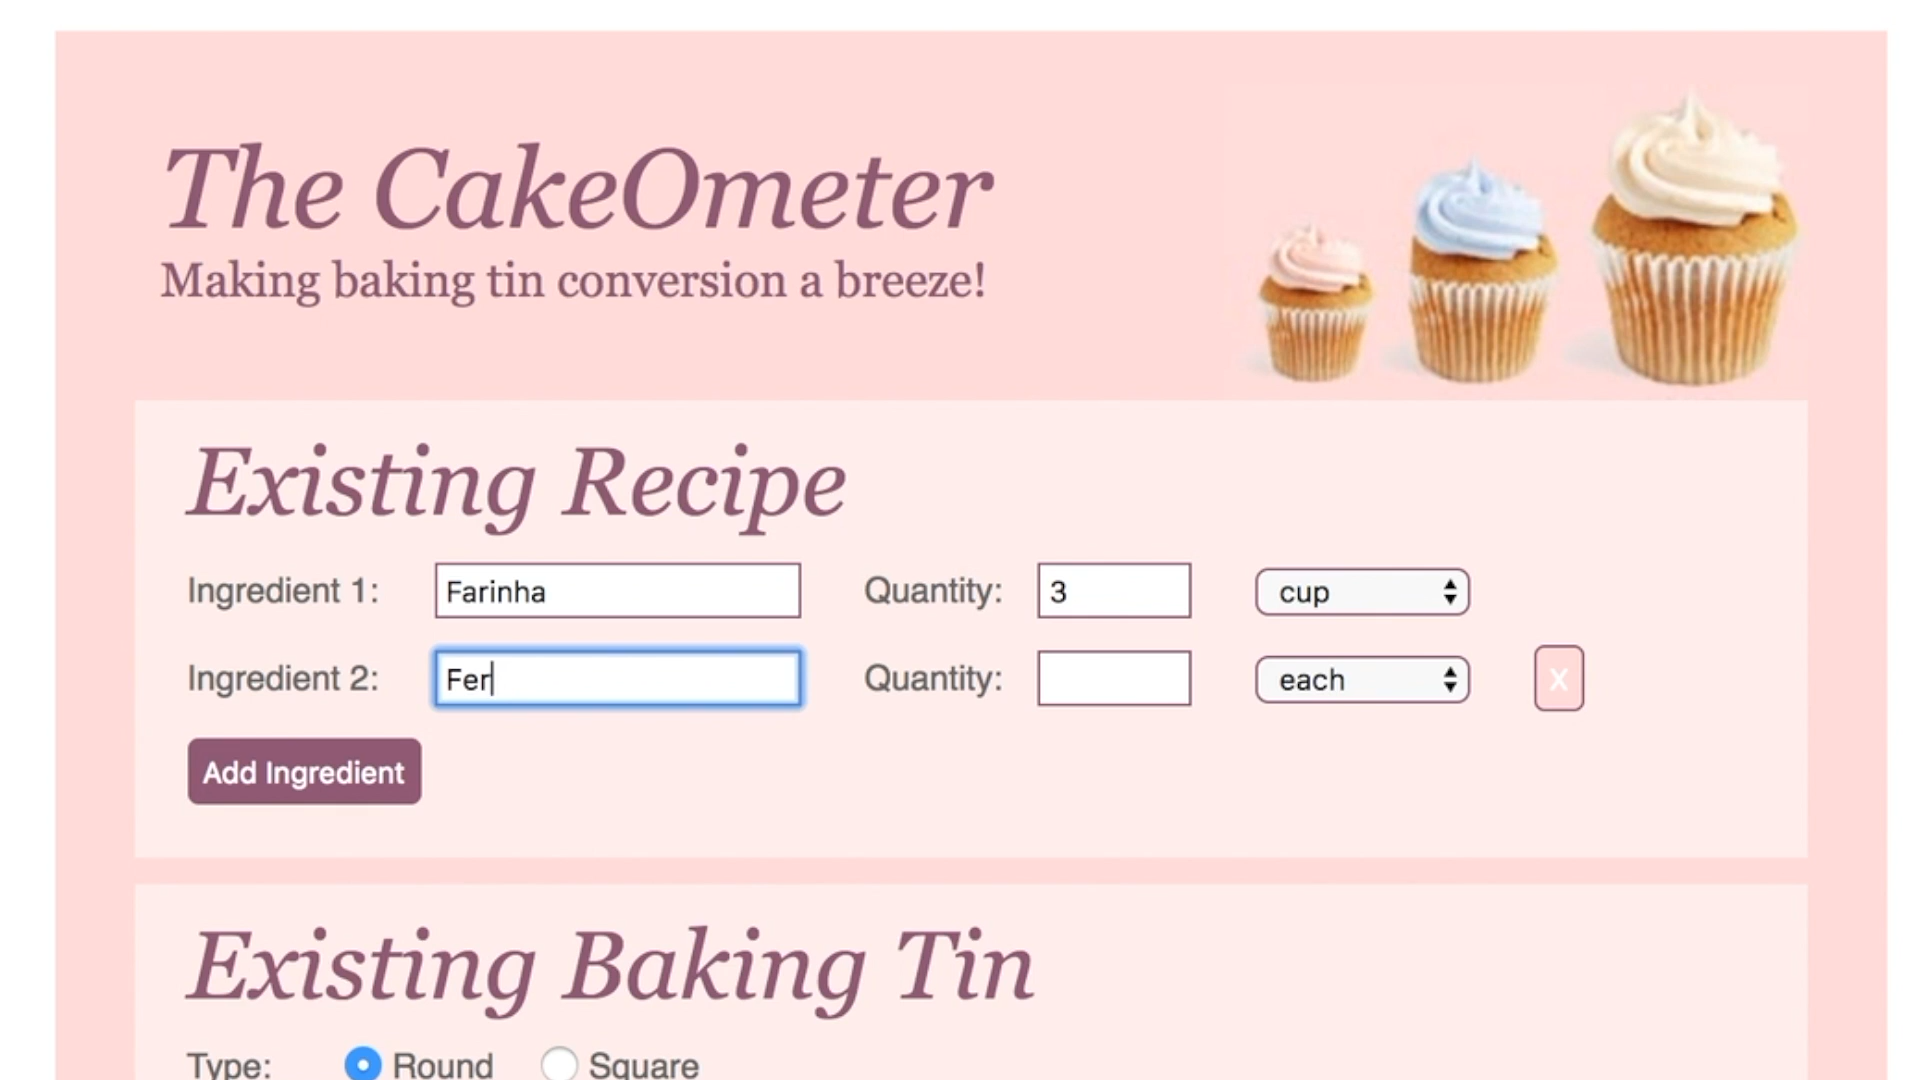 The CakeOmeter
Making baking tin conversion a breeze!
Existing Recipe
Ingredient 1: Farinha Quantity: 3 cup
Ingredient 2: Fer Quantity: each X
Add Ingredient
Existing Baking Tin
Type: Round Square